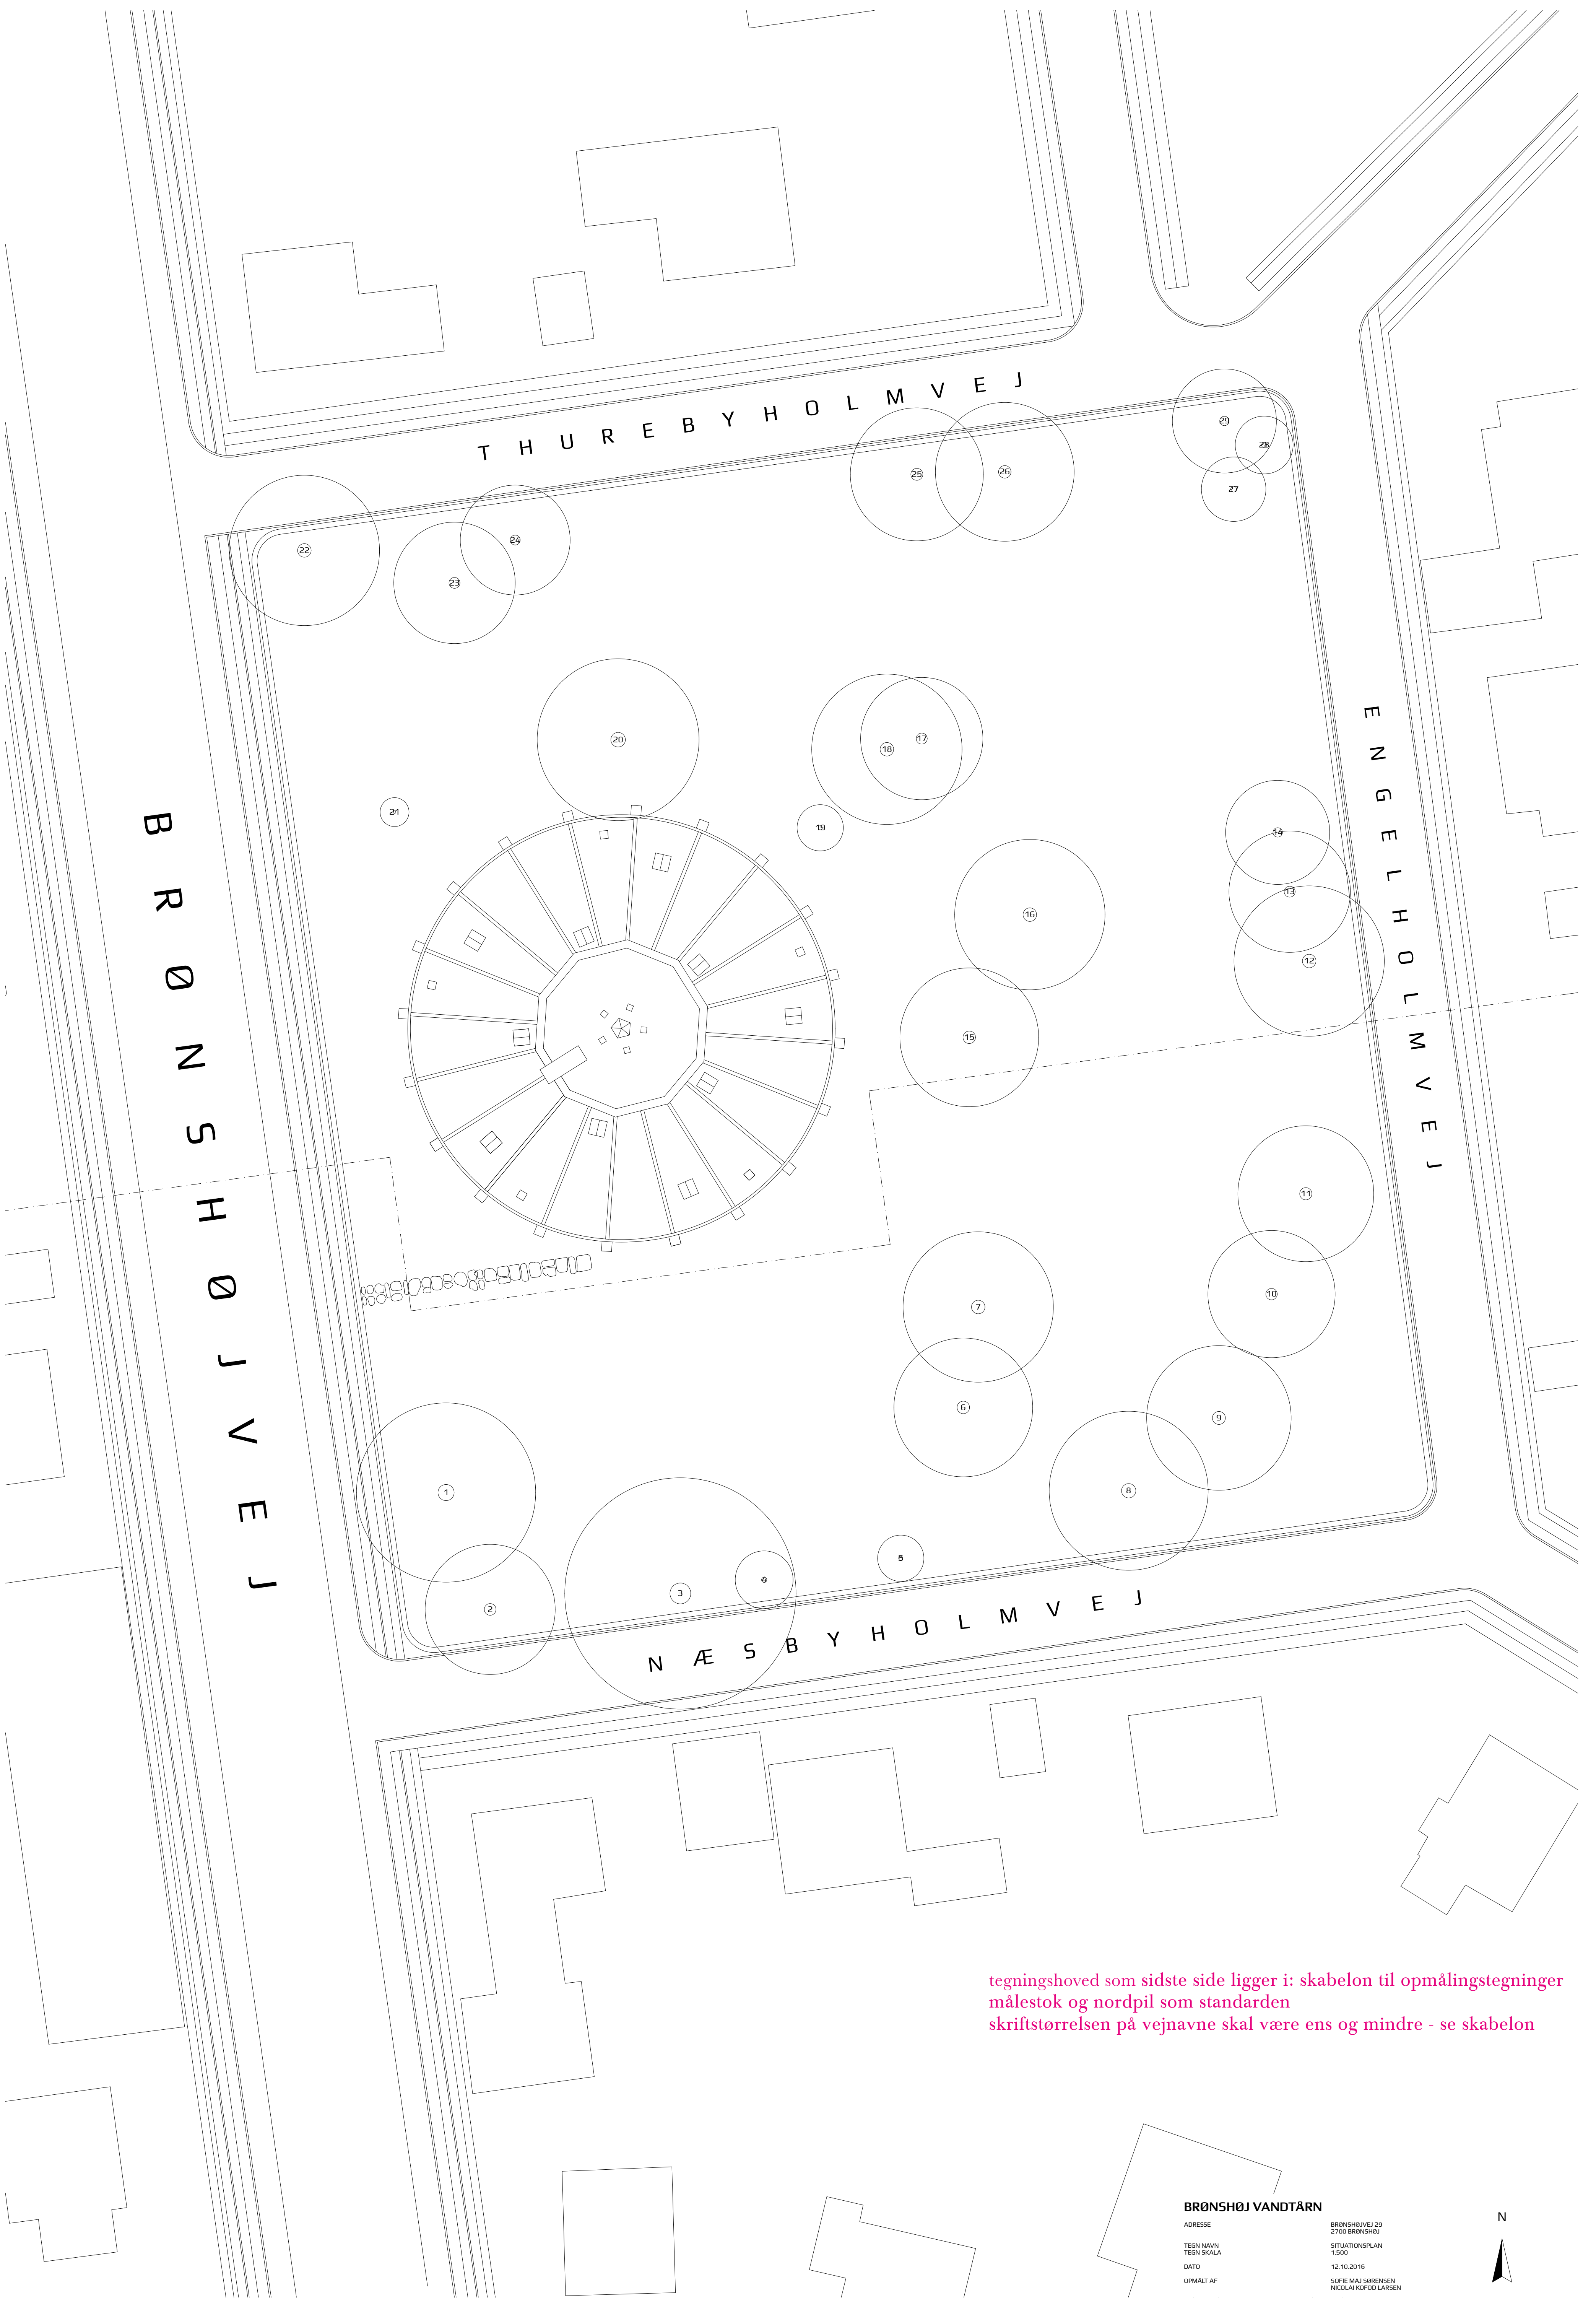 THUREBYHOLMVEJ
29
28
25
26
27
24
22
23
ENGELHOLMVEJ
20
17
18
21
19
14
BRØNSHØJVEJ
13
16
12
15
11
10
7
6
9
8
1
5
4
3
2
NÆSBYHOLMVEJ
tegningshoved som sidste side ligger i: skabelon til opmålingstegninger
målestok og nordpil som standarden
skriftstørrelsen på vejnavne skal være ens og mindre - se skabelon
BRØNSHØJ VANDTÅRN
N
ADRESSE BRØNSHØJVEJ 29
2700 BRØNSHØJ
TEGN NAVN SITUATIONSPLAN
TEGN SKALA 1:500
DATO 12.10.2016
OPMÅLT AF SOFIE MAJ SØRENSEN
NICOLAI KOFOD LARSEN